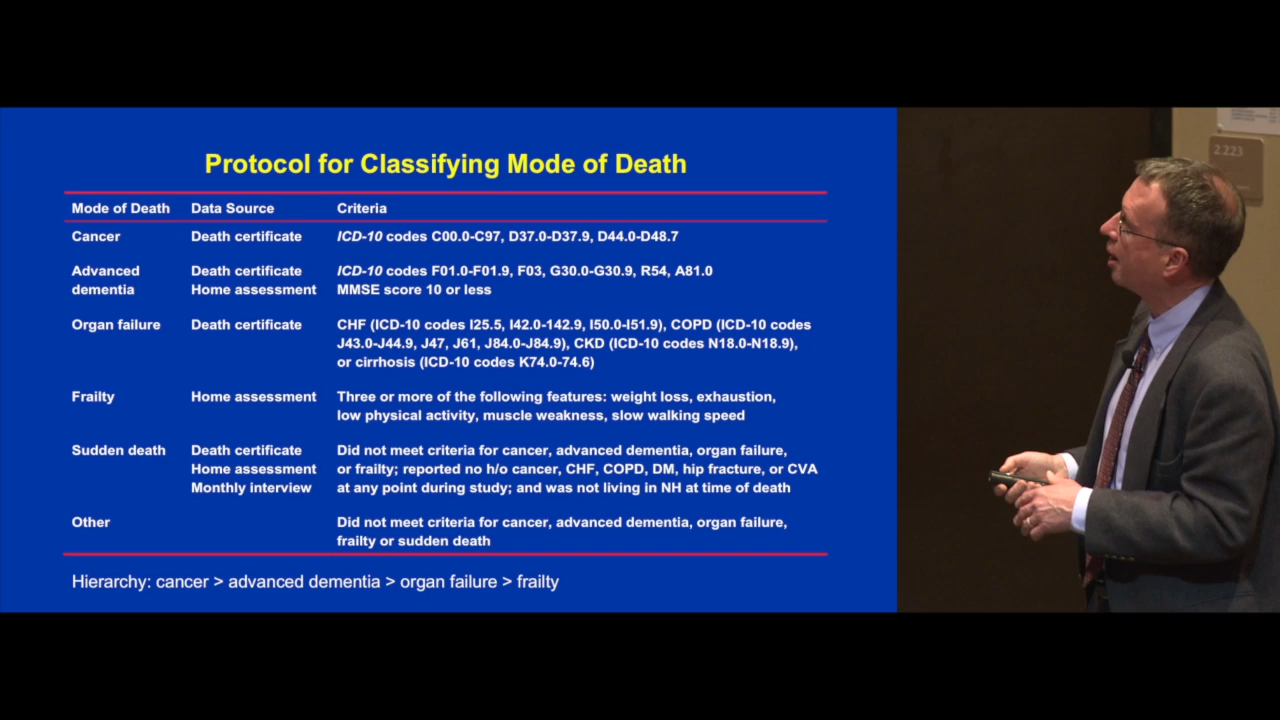 Protocol for Classifying Mode of Death
Mode of Death Data Source Criteria
Cancer Death certificate ICD-10 codes C00.0-C97, D37.0-D37.9, D44.0-D48.7
Advanced Death certificate ICD-10 codes F01.0-F01.9, F03, G30.0-G30.9, R54, A81.0
dementia Home assessment MMSE score 10 or less
Organ failure Death certificate CHF (ICD-10 codes I25.5, I42.0-142.9, I50.0-I51.9), COPD (ICD-10 codes
J43.0-J44.9, J47, J61, J84.0-J84.9), CKD (ICD-10 codes N18.0-N18.9),
or cirrhosis (ICD-10 codes K74.0-74.6)
Frailty Home assessment Three or more of the following features: weight loss, exhaustion,
low physical activity, muscle weakness, slow walking speed
Sudden death Death certificate Did not meet criteria for cancer, advanced dementia, organ failure,
Home assessment or frailty; reported no h/o cancer, CHF, COPD, DM, hip fracture, or CVA
Monthly interview at any point during study; and was not living in NH at time of death
Other Did not meet criteria for cancer, advanced dementia, organ failure,
frailty or sudden death
Hierarchy: cancer > advanced dementia > organ failure > frailty
2.223